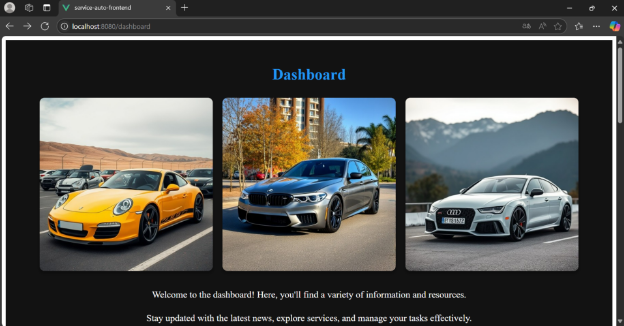 service-auto-frontend
localhost:8080/dashboard
Dashboard
Welcome to the dashboard! Here, you'll find a variety of information and resources.
Stay updated with the latest news, explore services, and manage your tasks effectively.